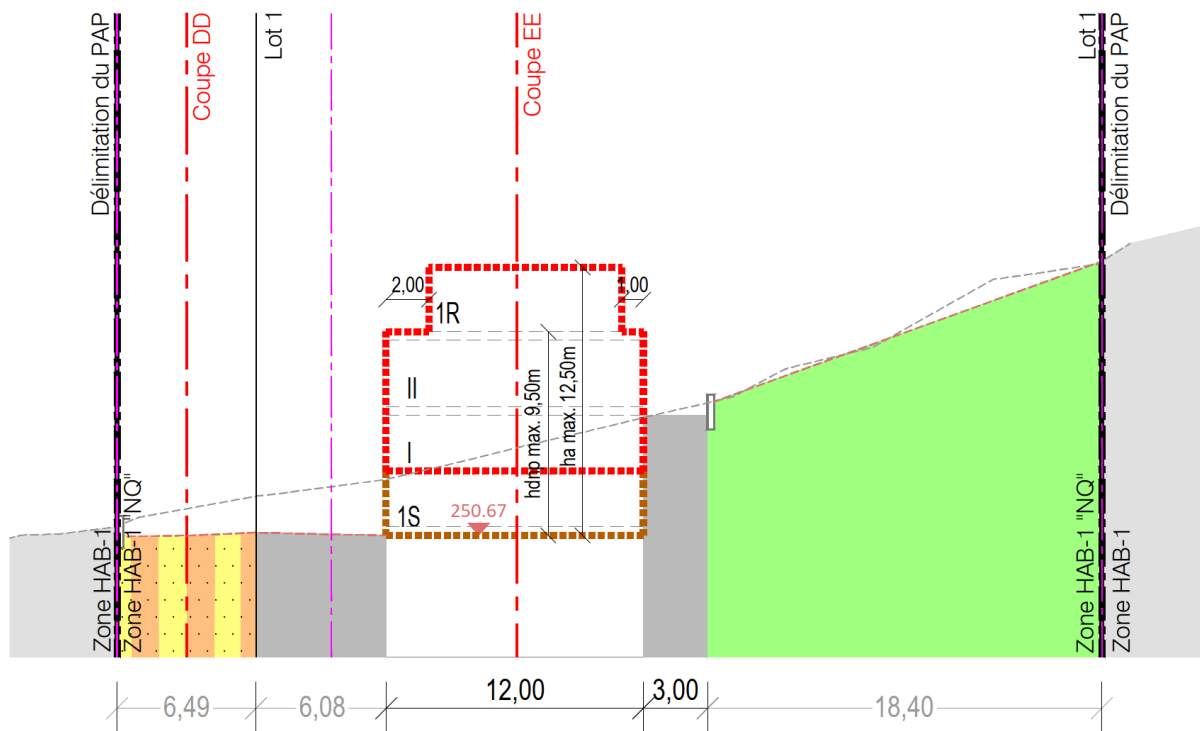 Délimitation du PAP
Coupe DD
Lot 1
Coupe EE
Lot 1
Délimitation du PAP
2,00
1,00
1R
II
I
hdnp max. 9,50m
ha max. 12,50m
1S
250.67
Zone HAB-1
Zone HAB-1 "NQ"
Zone HAB-1 "NQ"
Zone HAB-1
6,49
6,08
12,00
3,00
18,40